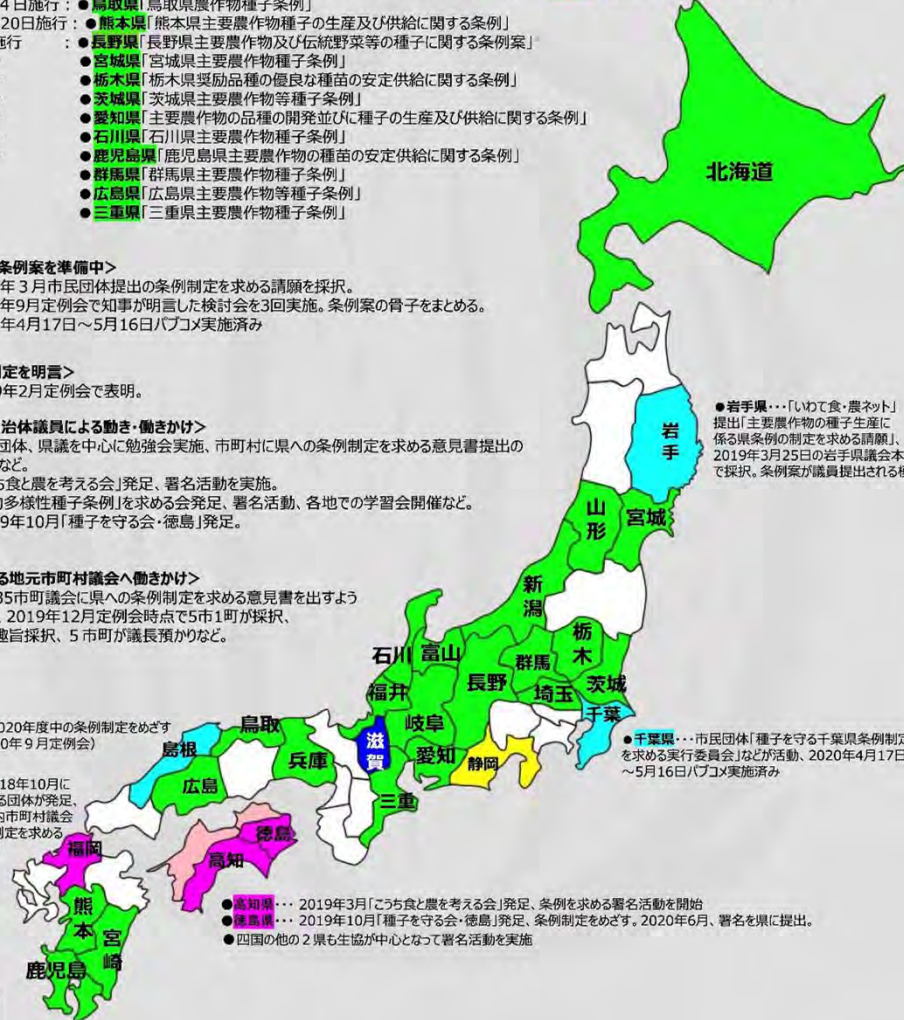 4日施行：●鳥取県「鳥取県農作物種子条例」
20日施行：●熊本県「熊本県主要農作物種子の生産及び供給に関する条例」
施行　　：●長野県「長野県主要農作物及び伝統野菜等の種子に関する条例案」
●宮城県「宮城県主要農作物種子条例」
●栃木県「栃木県奨励品種の優良な種苗の安定供給に関する条例」
●茨城県「茨城県主要農作物等種子条例」
●愛知県「主要農作物の品種の開発並びに種子の生産及び供給に関する条例」
●石川県「石川県主要農作物種子条例」
●鹿児島県「鹿児島県主要農作物の種苗の安定供給に関する条例」
●群馬県「群馬県主要農作物種子条例」
●広島県「広島県主要農作物等種子条例」
●三重県「三重県主要農作物種子条例」
北海道
条例案を準備中＞
年３月市民団体提出の条例制定を求める請願を採択。
年9月定例会で知事が明言した検討会を3回実施。条例案の骨子をまとめる。
年4月17日～5月16日パブコメ実施済み
定を明言＞
年2月定例会で表明。
治体議員による動き・働きかけ＞
団体、県議を中心に勉強会実施、市町村に県への条例制定を求める意見書提出の
など。
ち食と農を考える会」発足、署名活動を実施。
多様性種子条例」を求める会発足、署名活動、各地での学習会開催など。
9年10月「種子を守る会・徳島」発足。
●岩手県･･･「いわて食・農ネット」
提出「主要農作物の種子生産に
係る県条例の制定を求める請願」、
2019年3月25日の岩手県議会本
で採択。条例案が議員提出される
岩手
山形
宮城
新潟
る地元市町村議会へ働きかけ＞
35市町議会に県への条例制定を求める意見書を出すよう
2019年12月定例会時点で5市1町が採択、
趣旨採択、５市町が議長預かりなど。
石川
富山
長野
群馬
栃木
埼玉
茨城
福井
岐阜
千葉
020年度中の条例制定をめざす
0年９月定例会）
鳥取
島根
兵庫
滋賀
愛知
静岡
広島
三重
●千葉県･･･市民団体「種子を守る千葉県条例制定
を求める実行委員会」などが活動、2020年4月17日
～5月16日パブコメ実施済み
18年10月に
る団体が発足、
内市町村議会
制定を求める
福岡
徳島
高知
熊本
宮崎
鹿児島
●高知県･･･ 2019年3月「こうち食と農を考える会」発足、条例を求める署名活動を開始
●徳島県･･･ 2019年10月「種子を守る会・徳島」発足、条例制定をめざす。2020年6月、署名を県に提出。
●四国の他の２県も生協が中心となって署名活動を実施